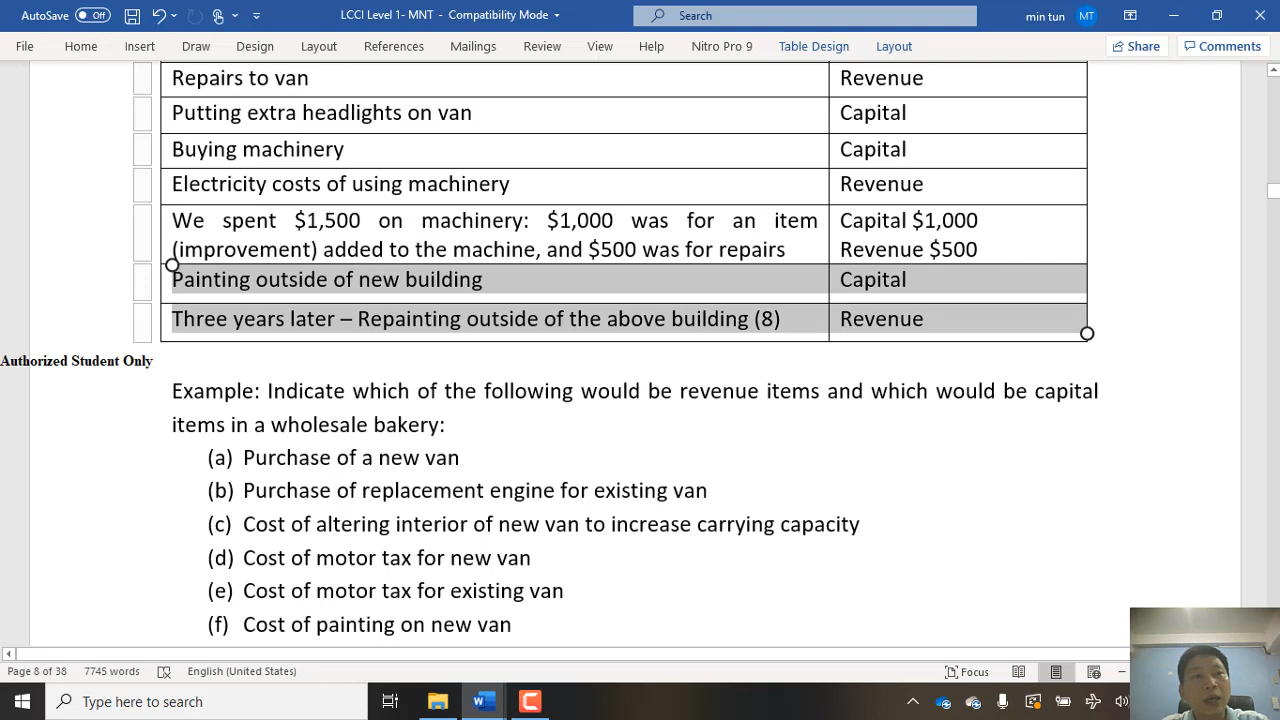 AutoSave Off LCCI Level 1- MNT - Compatibility Mode Search min tun MT
File Home Insert Draw Design Layout References Mailings Review View Help Nitro Pro 9 Table Design Layout Share Comments
Repairs to van Revenue
Putting extra headlights on van Capital
Buying machinery Capital
Electricity costs of using machinery Revenue
We spent $1,500 on machinery: $1,000 was for an item Capital $1,000
(improvement) added to the machine, and $500 was for repairs Revenue $500
Painting outside of new building Capital
Three years later – Repainting outside of the above building (8) Revenue
Authorized Student Only
Example: Indicate which of the following would be revenue items and which would be capital
items in a wholesale bakery:
(a) Purchase of a new van
(b) Purchase of replacement engine for existing van
(c) Cost of altering interior of new van to increase carrying capacity
(d) Cost of motor tax for new van
(e) Cost of motor tax for existing van
(f) Cost of painting on new van
Page 8 of 38 7745 words English (United States) Focus
Type here to search